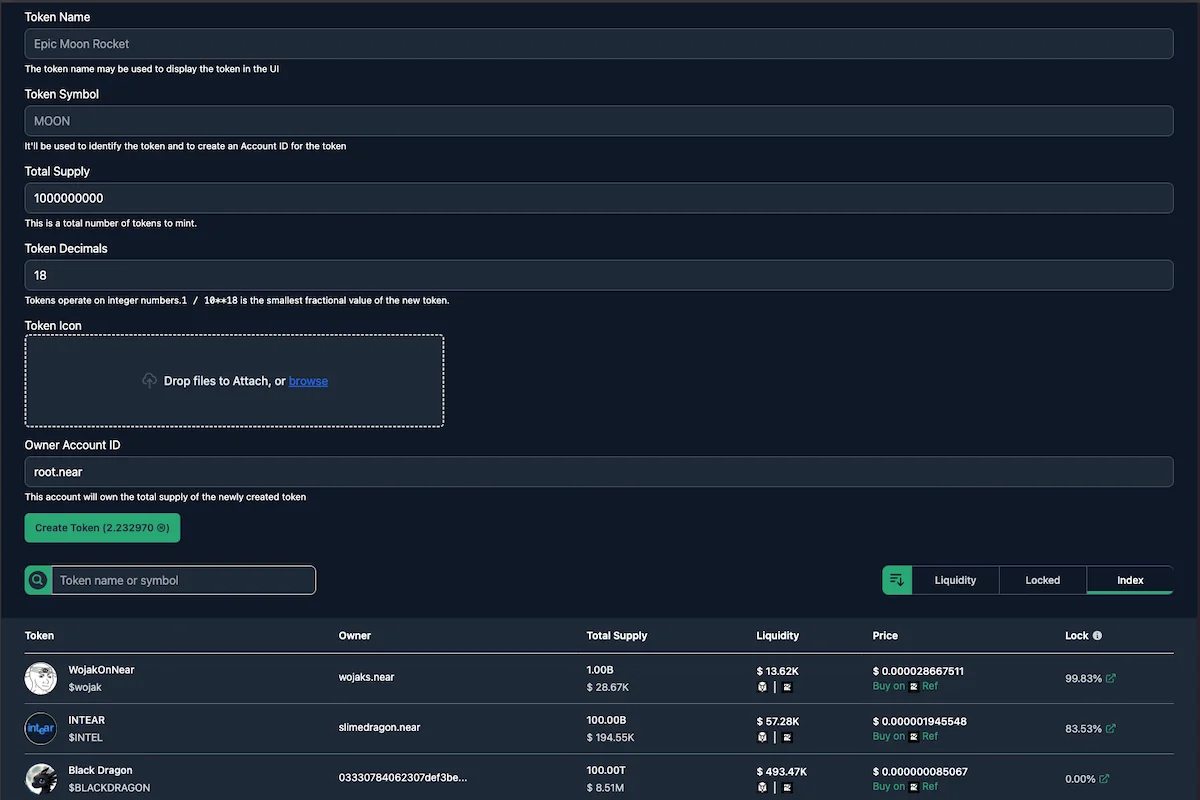 Token Name
Epic Moon Rocket
The token name may be used to display the token in the UI
Token Symbol
MOON
It'll be used to identify the token and to create an Account ID for the token
Total Supply
1000000000
This is a total number of tokens to mint.
Token Decimals
18
Tokens operate on integer numbers.1 / 10**18 is the smallest fractional value of the new token.
Token Icon
Drop files to Attach, or browse
Owner Account ID
root.near
This account will own the total supply of the newly created token
Create Token (2.232970 Ⓝ)
Token name or symbol
Liquidity Locked Index
Token Owner Total Supply Liquidity Price Lock
WojakOnNear
$wojak
wojaks.near
1.00B
$ 28.67K
$ 13.62K
$ 0.000028667511
Buy on Ref
99.83%
intear
INTEAR
$INTEL
slimedragon.near
100.00B
$ 194.55K
$ 57.28K
$ 0.000001945548
Buy on Ref
83.53%
Black Dragon
$BLACKDRAGON
03330784062307def3be...
100.00T
$ 8.51M
$ 493.47K
$ 0.000000085067
Buy on Ref
0.00%